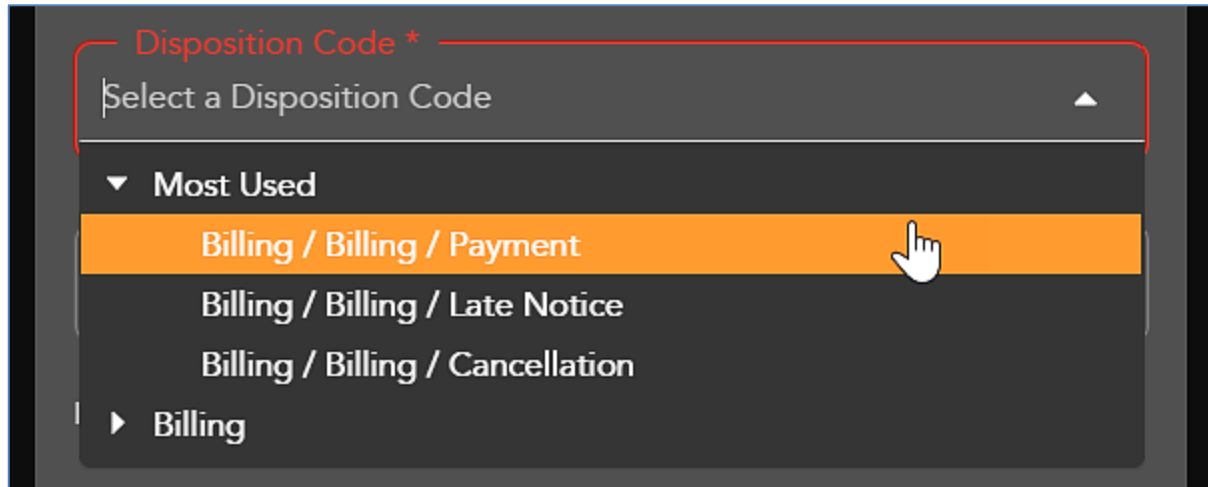 Disposition Code *
Select a Disposition Code
Most Used
Billing / Billing / Payment
Billing / Billing / Late Notice
Billing / Billing / Cancellation
Billing